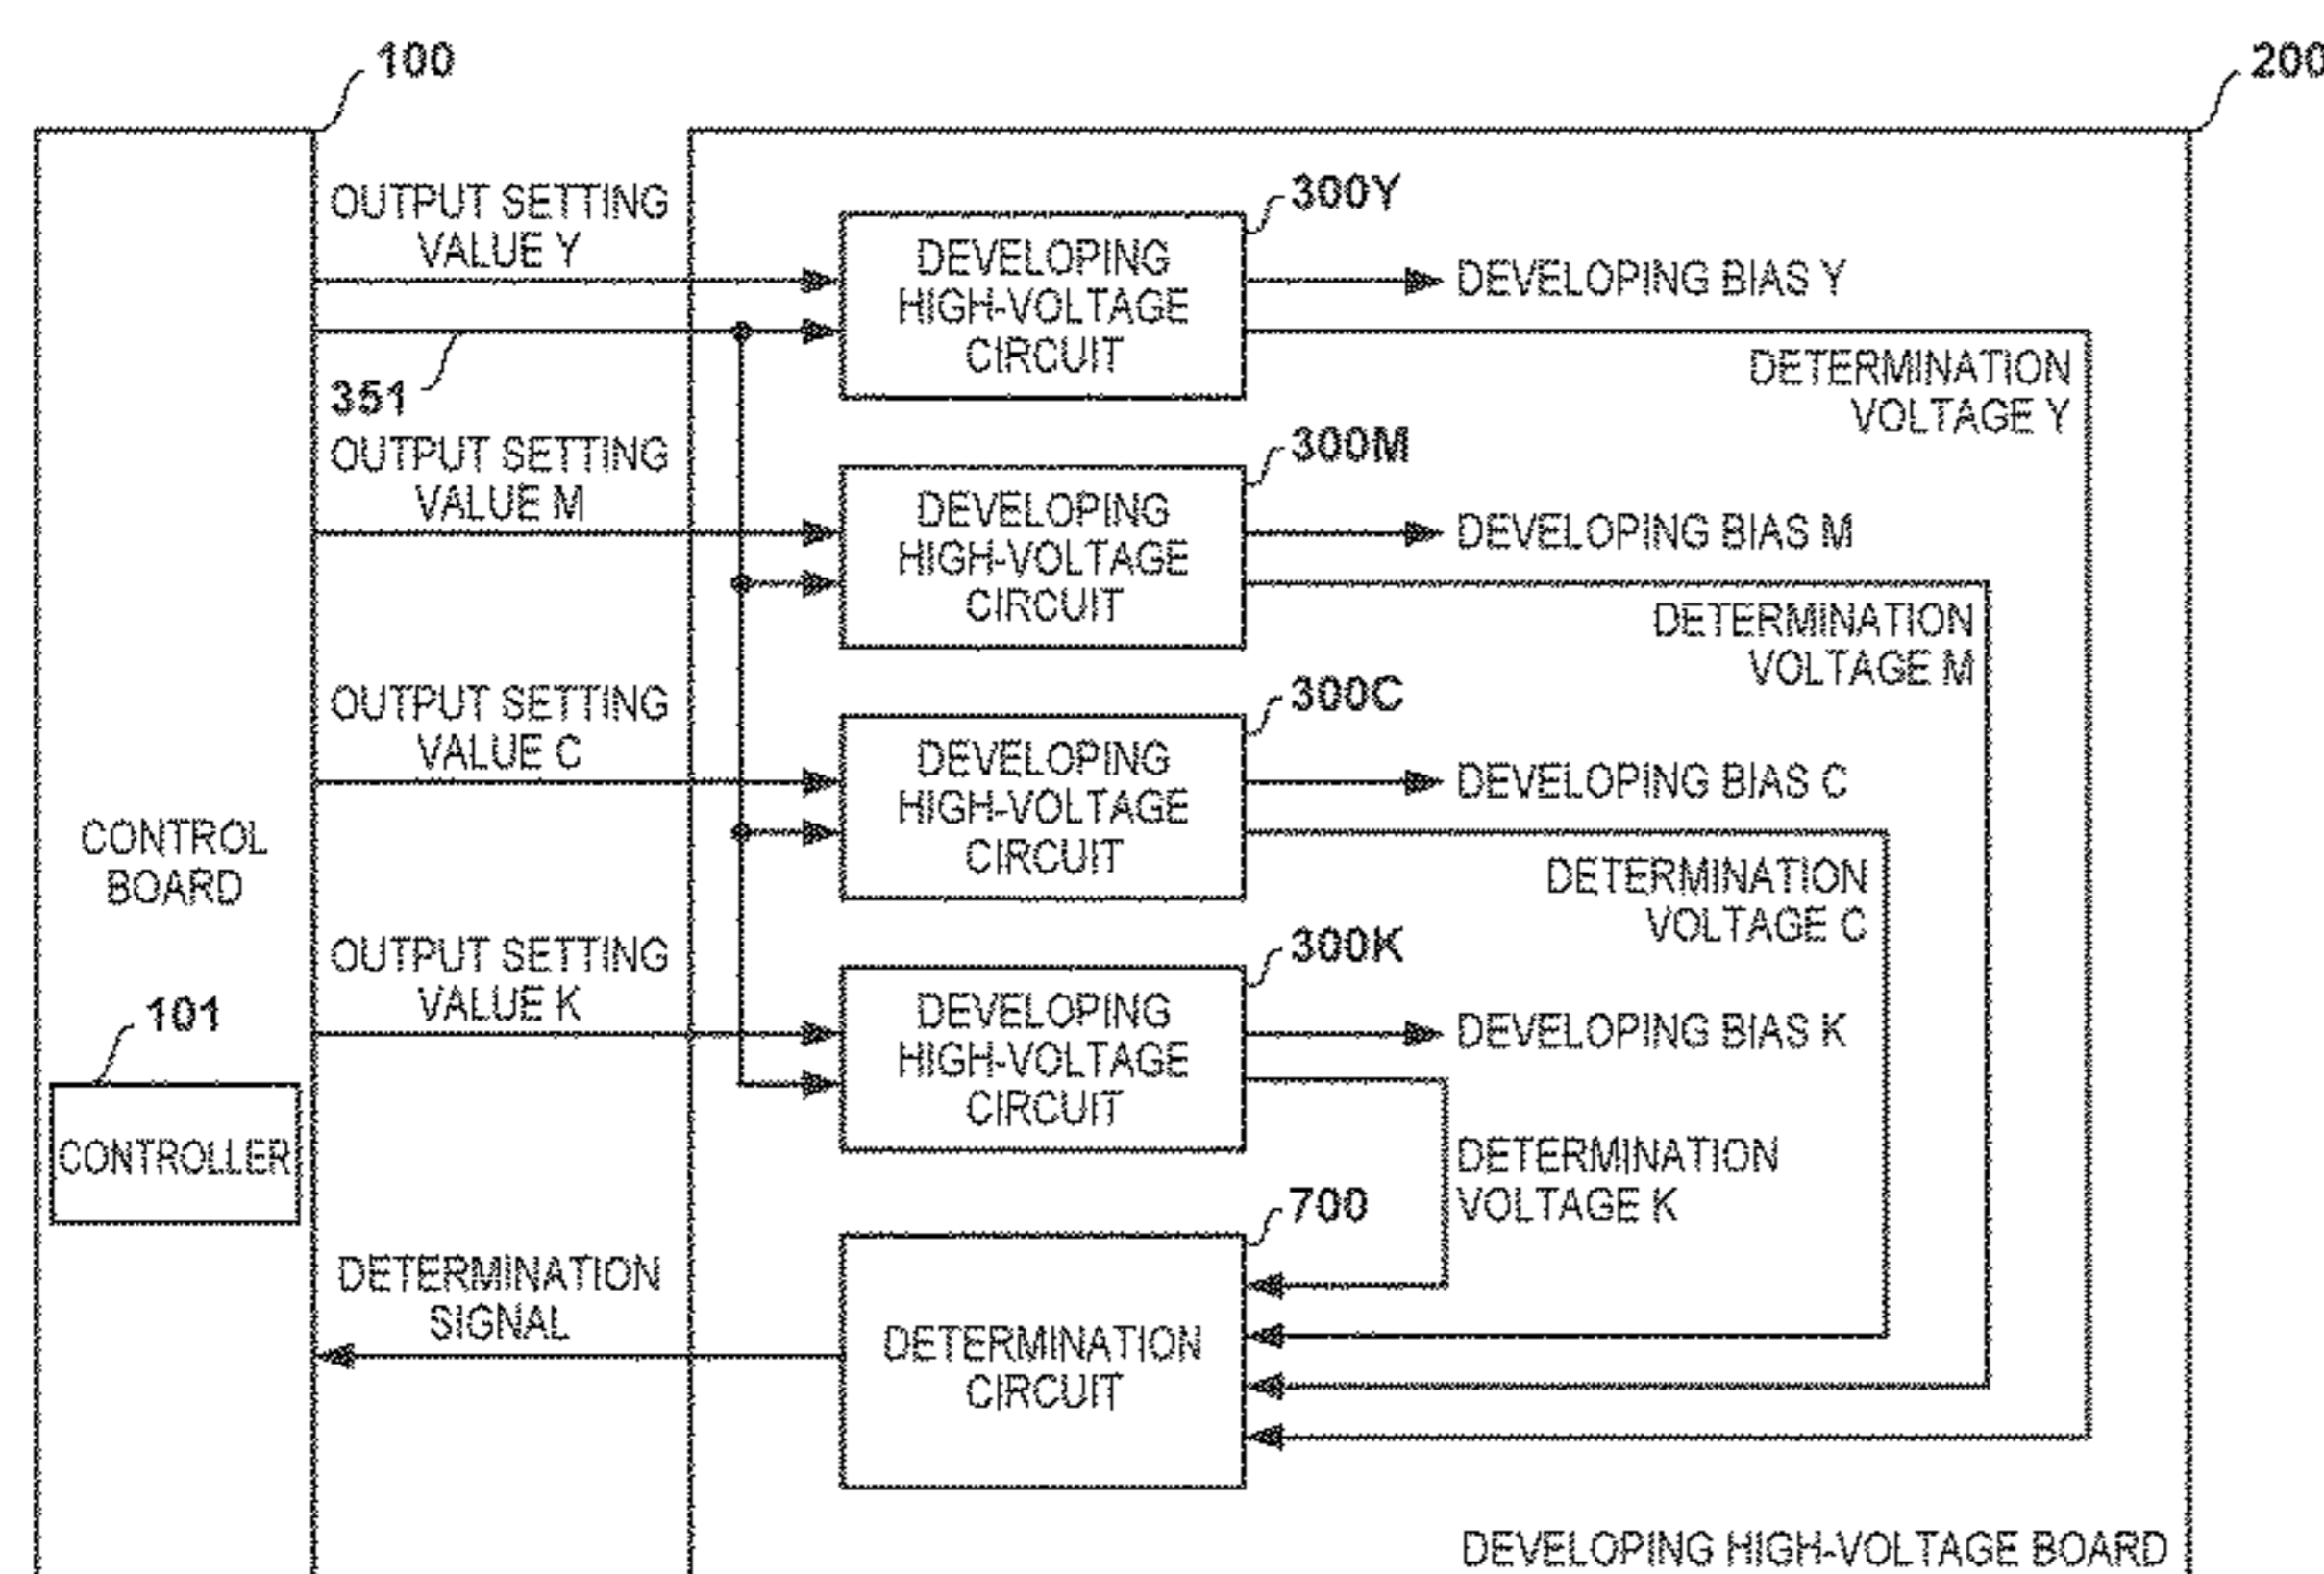 100
200
OUTPUT SETTING
VALUE Y
300Y
DEVELOPING
HIGH-VOLTAGE
CIRCUIT
DEVELOPING BIAS Y
351
DETERMINATION
VOLTAGE Y
OUTPUT SETTING
VALUE M
300M
DEVELOPING
HIGH-VOLTAGE
CIRCUIT
DEVELOPING BIAS M
DETERMINATION
VOLTAGE M
OUTPUT SETTING
VALUE C
300C
DEVELOPING
HIGH-VOLTAGE
CIRCUIT
DEVELOPING BIAS C
CONTROL
BOARD
DETERMINATION
VOLTAGE C
OUTPUT SETTING
VALUE K
300K
DEVELOPING
HIGH-VOLTAGE
CIRCUIT
DEVELOPING BIAS K
101
CONTROLLER
DETERMINATION
VOLTAGE K
700
DETERMINATION
SIGNAL
DETERMINATION
CIRCUIT
DEVELOPING HIGH-VOLTAGE BOARD